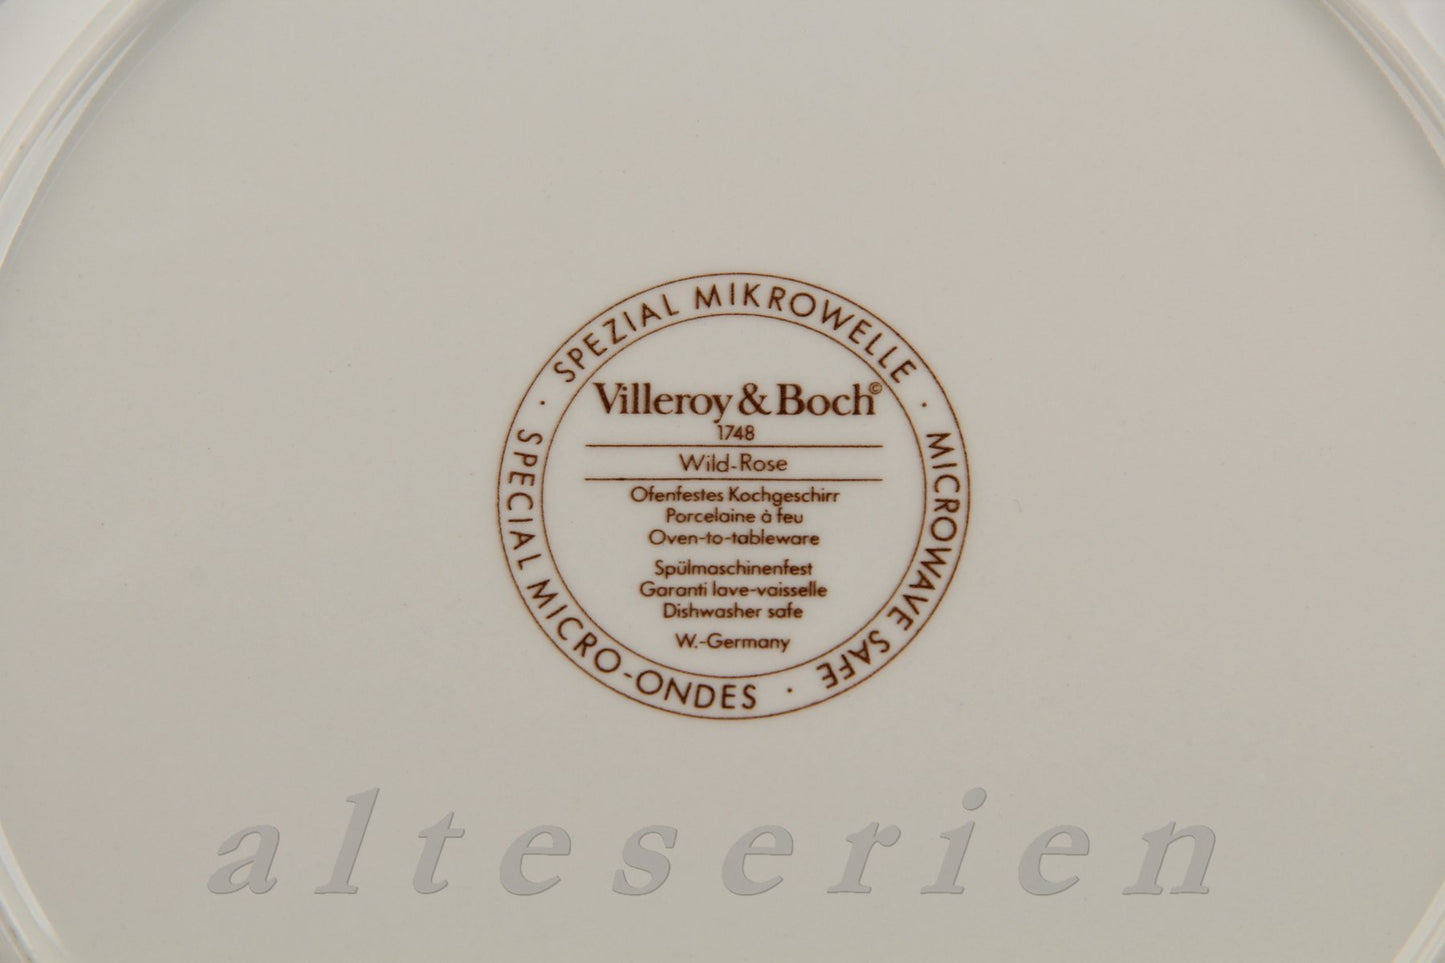 SPEZIAL MIKROWELLE · MICROWAVE SAFE · SPECIAL MICRO-ONDES ·
Villeroy & Boch©
1748
Wild-Rose
Ofenfestes Kochgeschirr
Porcelaine à feu
Oven-to-tableware
Spülmaschinenfest
Garanti lave-vaisselle
Dishwasher safe
W.-Germany
alteserien